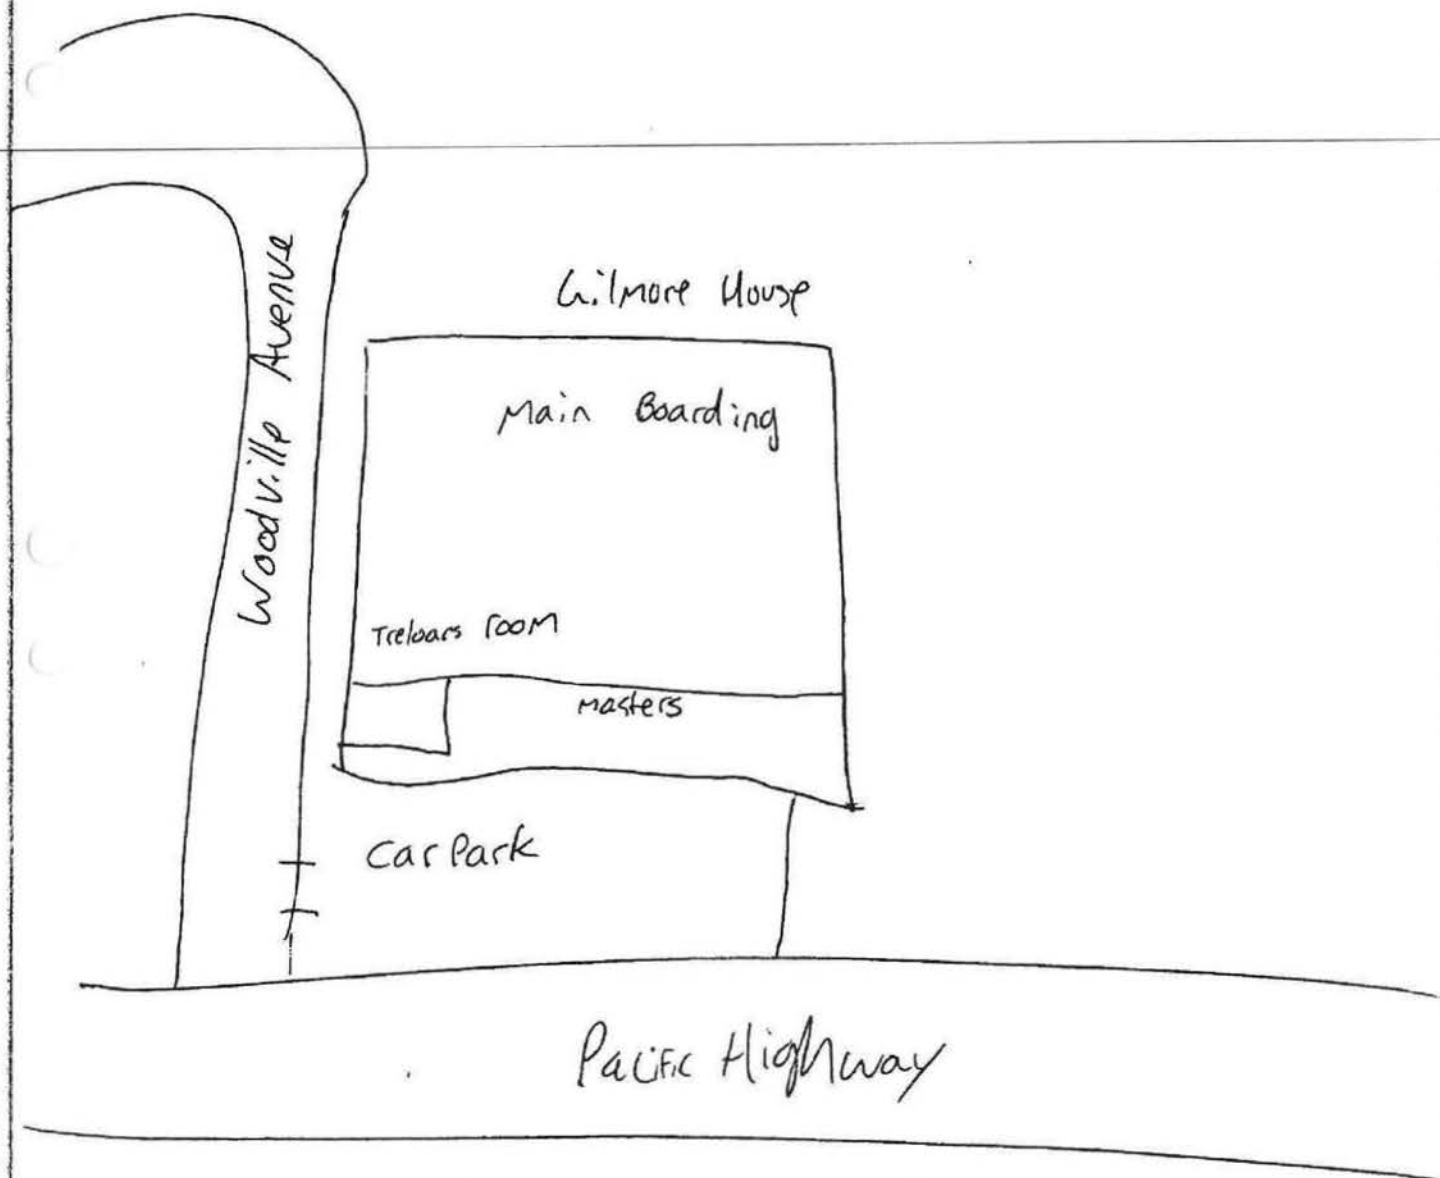 Gilmore House
Woodville Avenue
Main Boarding
Treloars room
Masters
Car Park
Pacific Highway